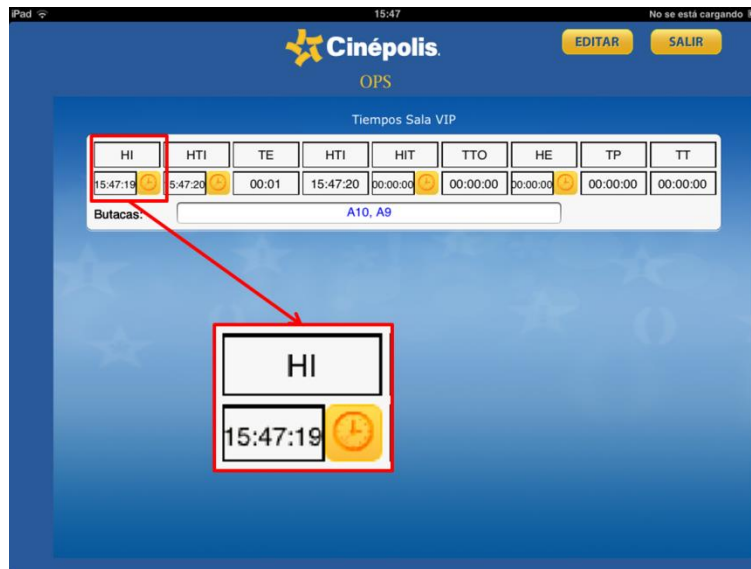 iPad 15:47 No se está cargando
Cinépolis. EDITAR SALIR
OPS
Tiempos Sala VIP
HI HTI TE HTI HIT TTO HE TP TT
15:47:19 5:47:20 00:01 15:47:20 00:00:00 00:00:00 00:00:00 00:00:00 00:00:00
Butacas: A10, A9
HI
15:47:19